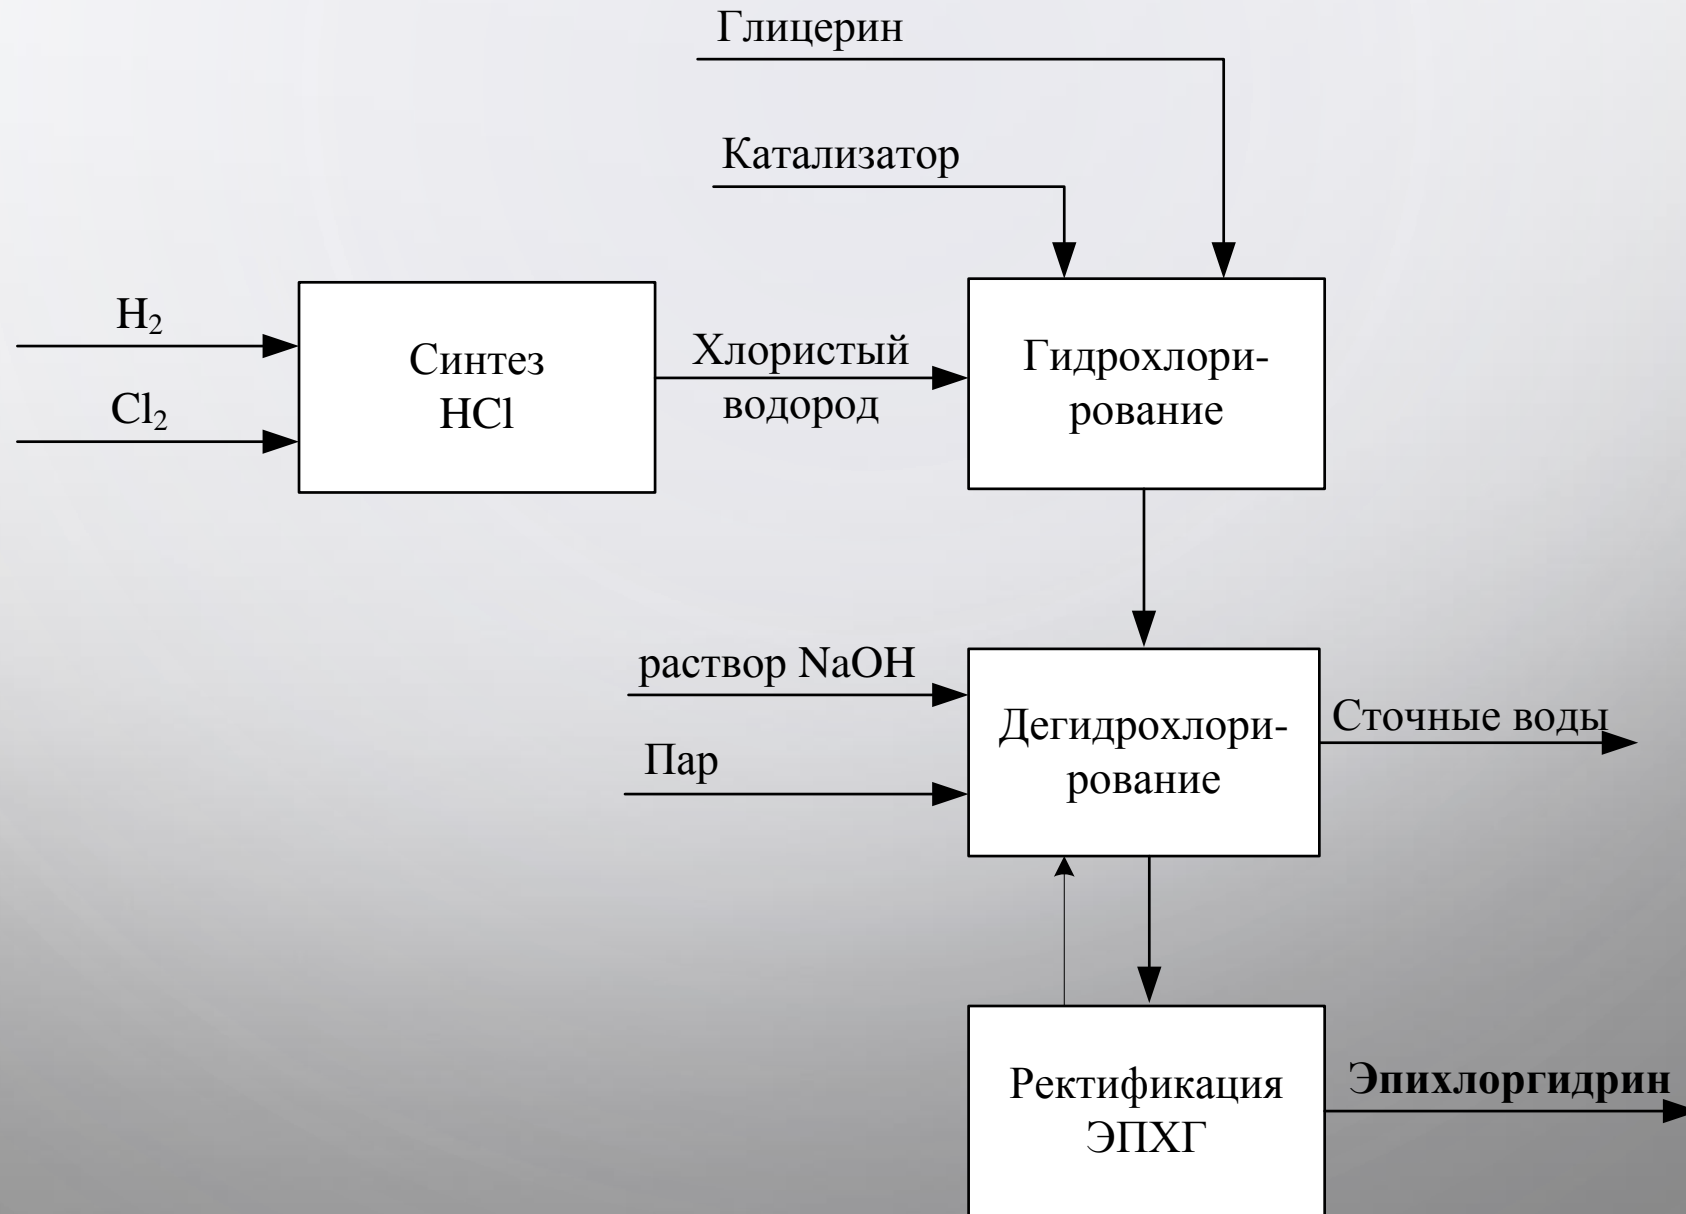 Глицерин
Катализатор
H₂
Cl₂
Синтез
HCl
Хлористый
водород
Гидрохлори-
рование
раствор NaOH
Пар
Дегидрохлори-
рование
Сточные воды
Ректификация
ЭПХГ
Эпихлоргидрин